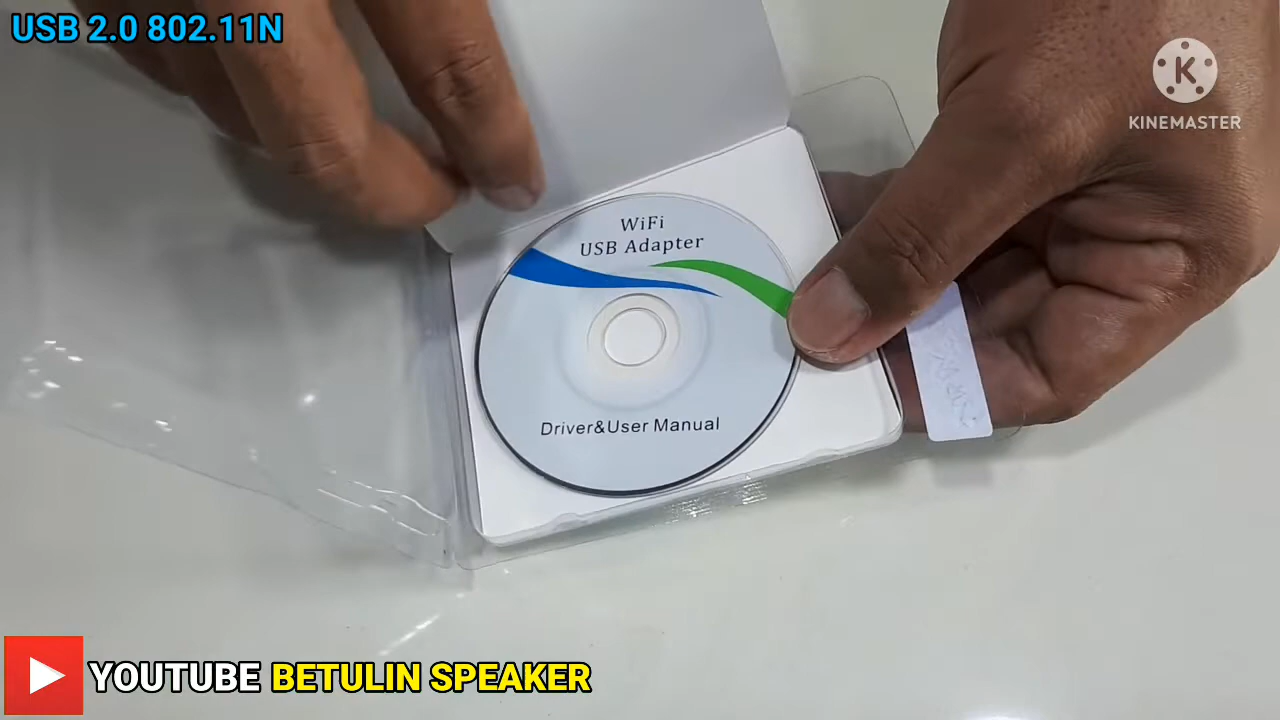 USB 2.0 802.11N
KINEMASTER
WiFi
USB Adapter
Driver&User Manual
YOUTUBE BETULIN SPEAKER